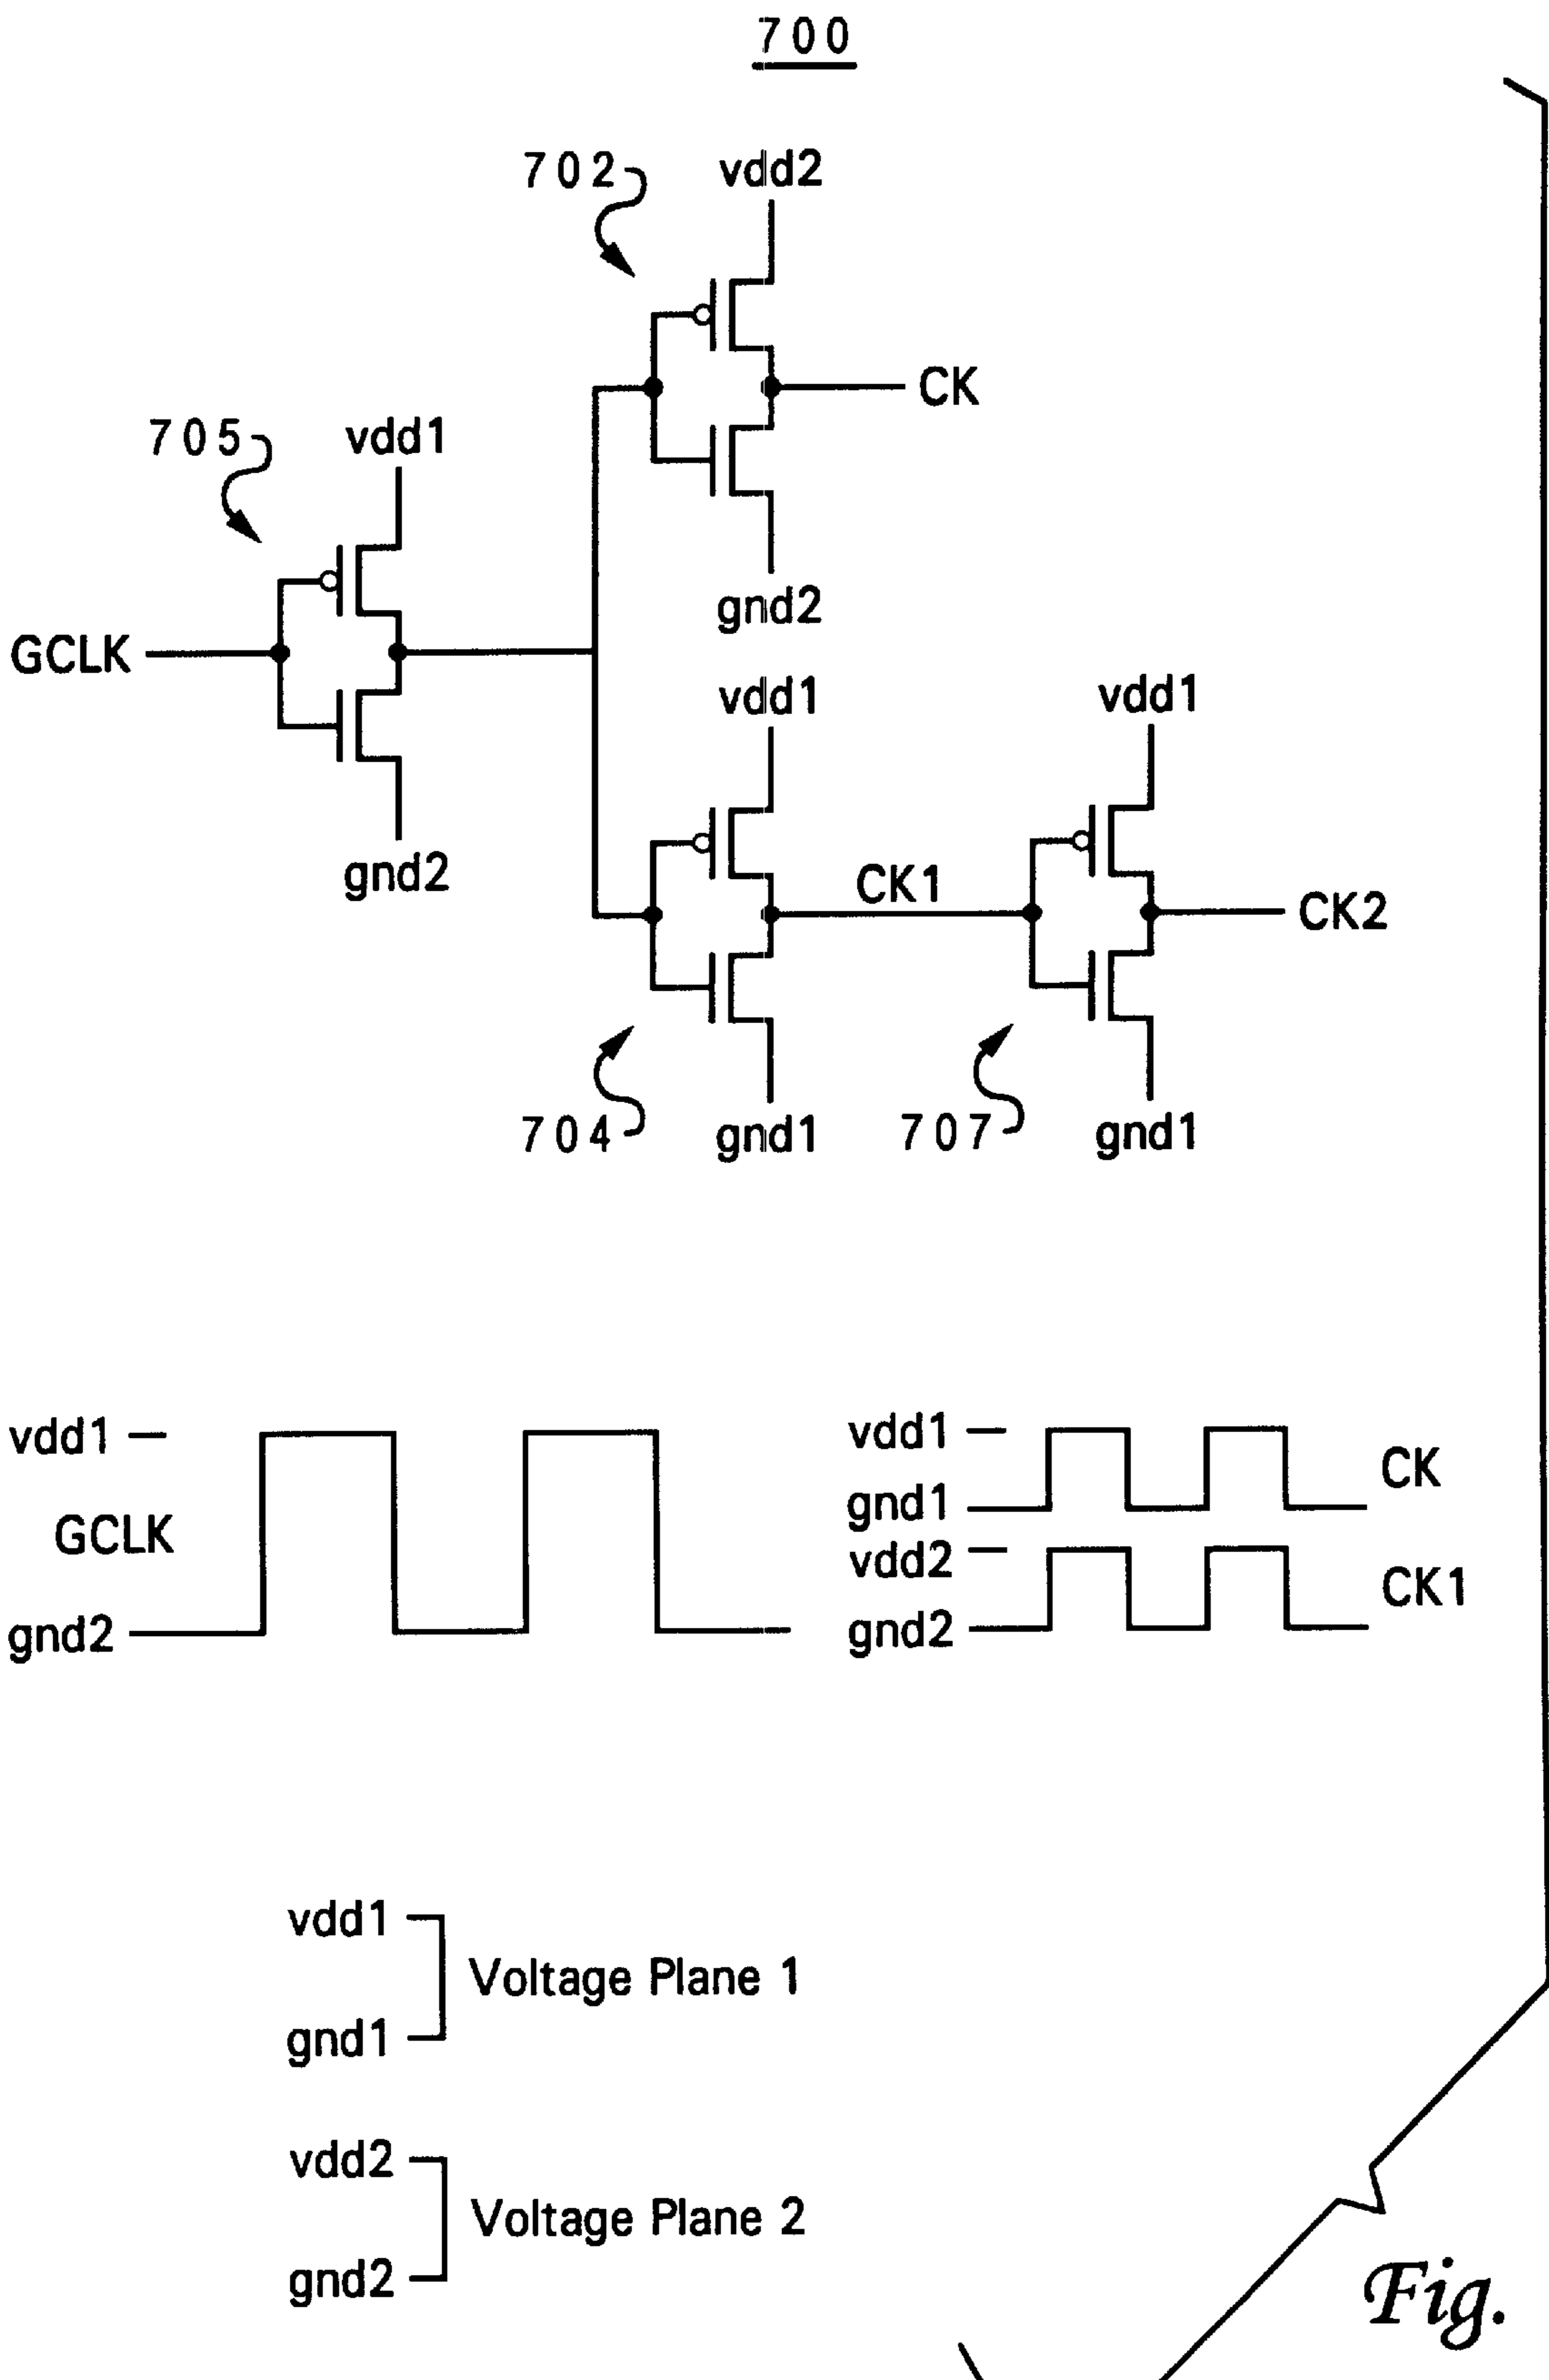 700
702
vdd2
CK
705
vdd1
gnd2
GCLK
vdd1
vdd1
gnd2
CK1
CK2
704
gnd1
707
gnd1
vdd1
GCLK
gnd2
vdd1
gnd1
CK
vdd2
gnd2
CK1
vdd1
Voltage Plane 1
gnd1
vdd2
Voltage Plane 2
gnd2
Fig.